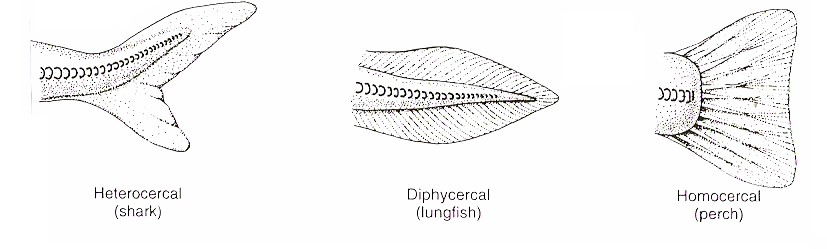 Heterocercal
(shark)
Diphycercal
(lungfish)
Homocercal
(perch)